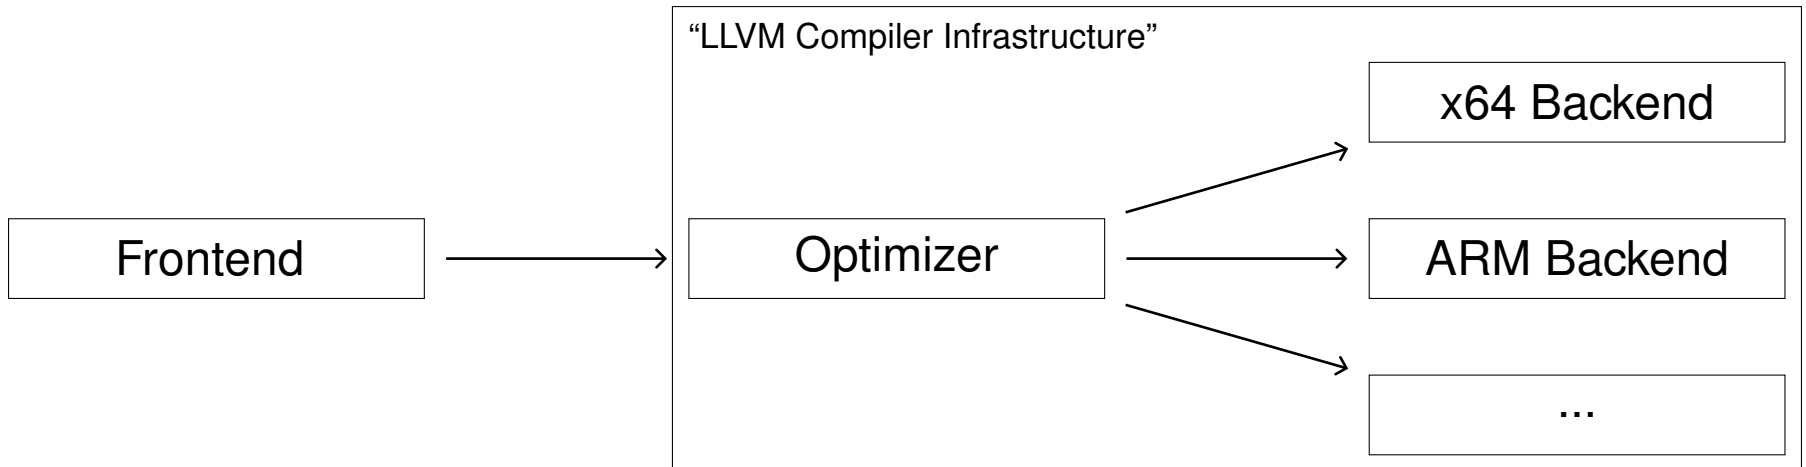 “LLVM Compiler Infrastructure”
x64 Backend
Frontend
Optimizer
ARM Backend
...